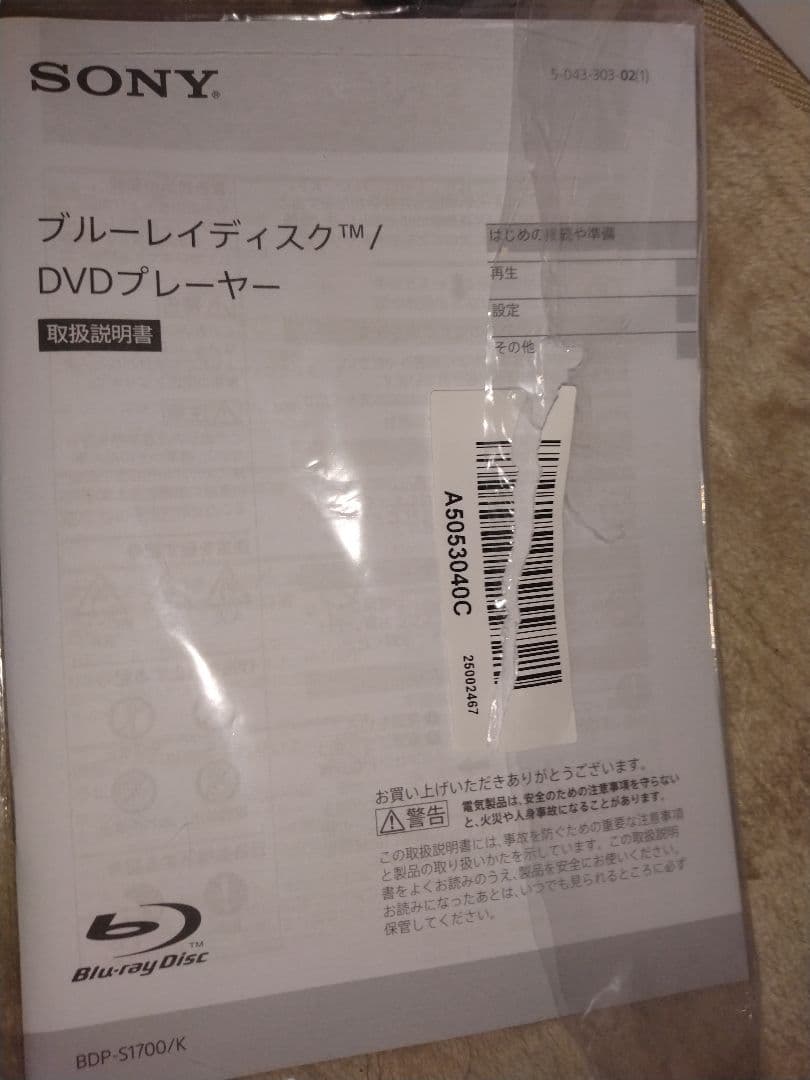 SONY®
5-043-303-02(1)
ブルーレイディスク™/
DVDプレーヤー
取扱説明書
はじめの接続や準備
再生
設定
その他
A5053040C
25002467
お買い上げいただきありがとうございます。
警告
電気製品は、安全のための注意事項を守らない
と、火災や人身事故になることがあります。
この取扱説明書には、事故を防ぐための重要な注意事項
と製品の取り扱いかたを示しています。この取扱説明
書をよくお読みのうえ、製品を安全にお使いください。
お読みになったあとは、いつでも見られるところに必ず
保管してください。
Blu-ray Disc™
BDP-S1700/K